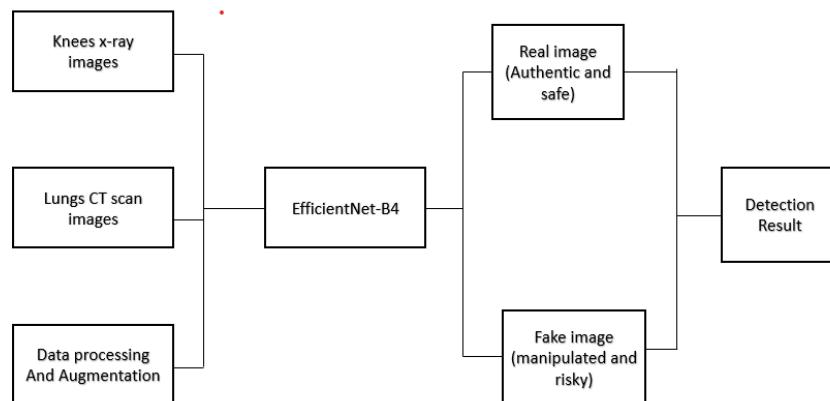 Knees x-ray
images
Lungs CT scan
images
Data processing
And Augmentation
EfficientNet-B4
Real image
(Authentic and
safe)
Fake image
(manipulated and
risky)
Detection
Result